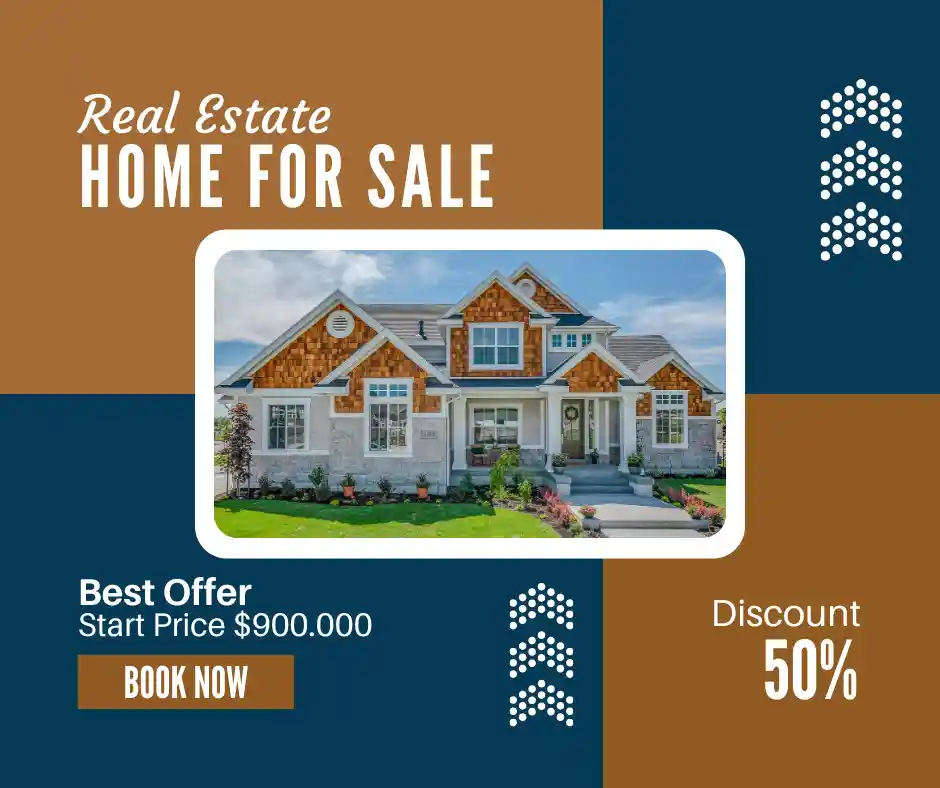 Real Estate
HOME FOR SALE
Best Offer
Start Price $900.000
BOOK NOW
Discount
50%